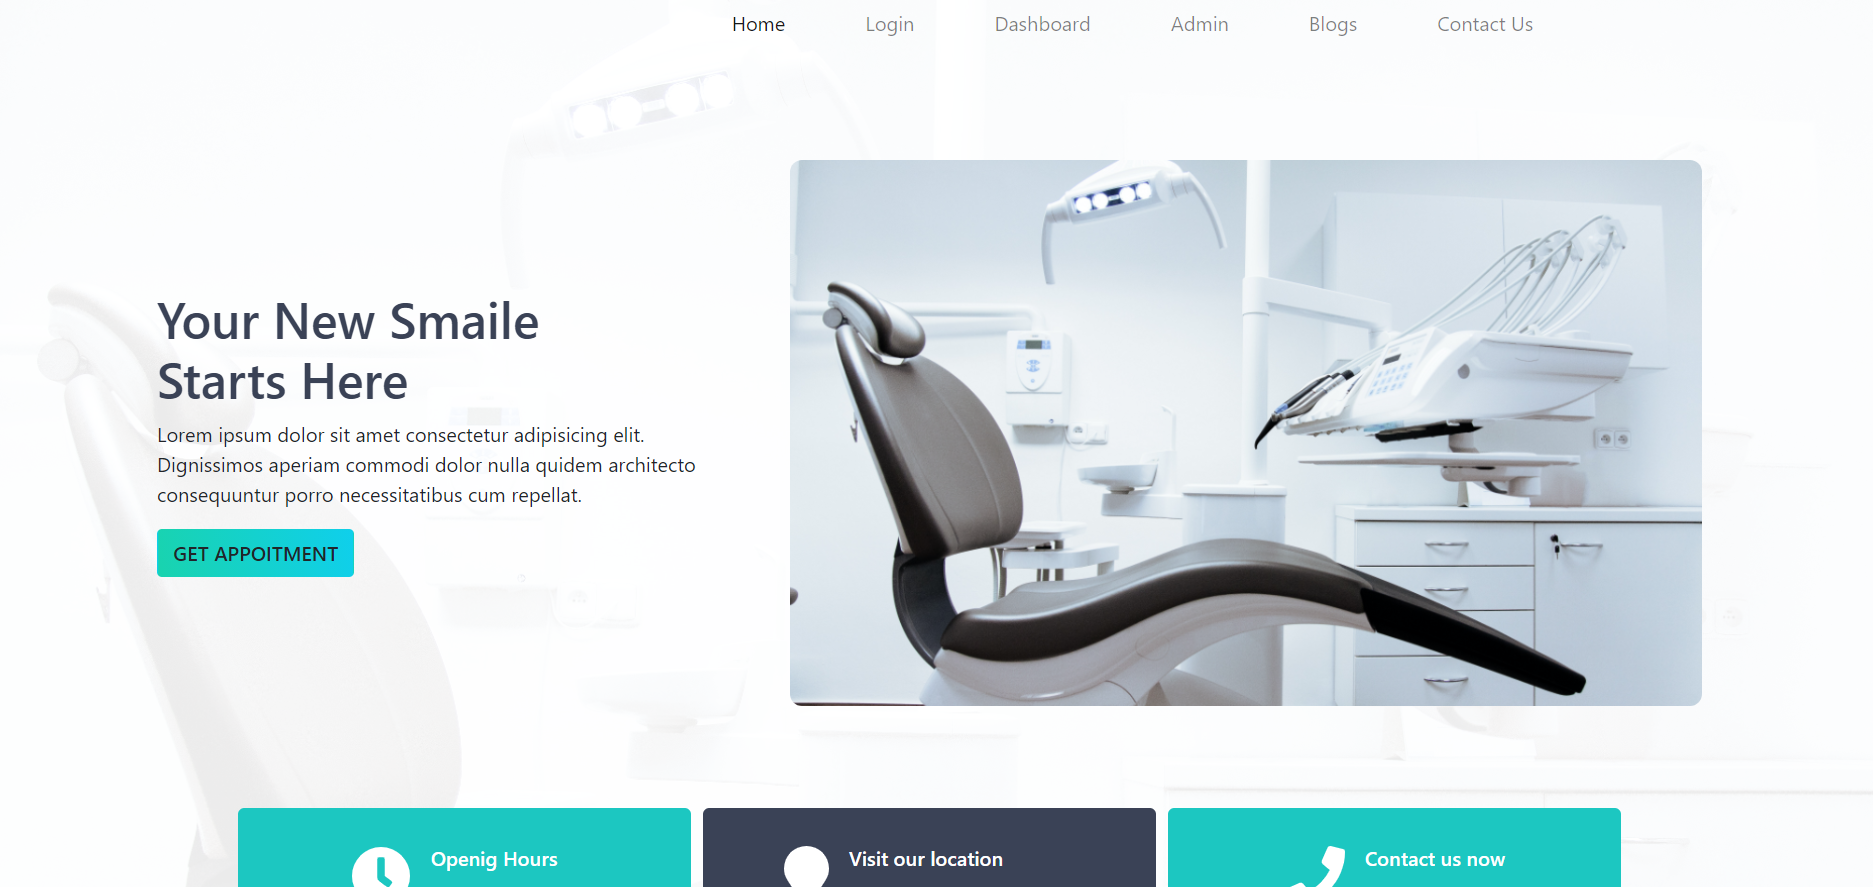 Home Login Dashboard Admin Blogs Contact Us
Your New Smaile
Starts Here
Lorem ipsum dolor sit amet consectetur adipisicing elit.
Dignissimos aperiam commodi dolor nulla quidem architecto
consequuntur porro necessitatibus cum repellat.
GET APPOITMENT
Openig Hours
Visit our location
Contact us now